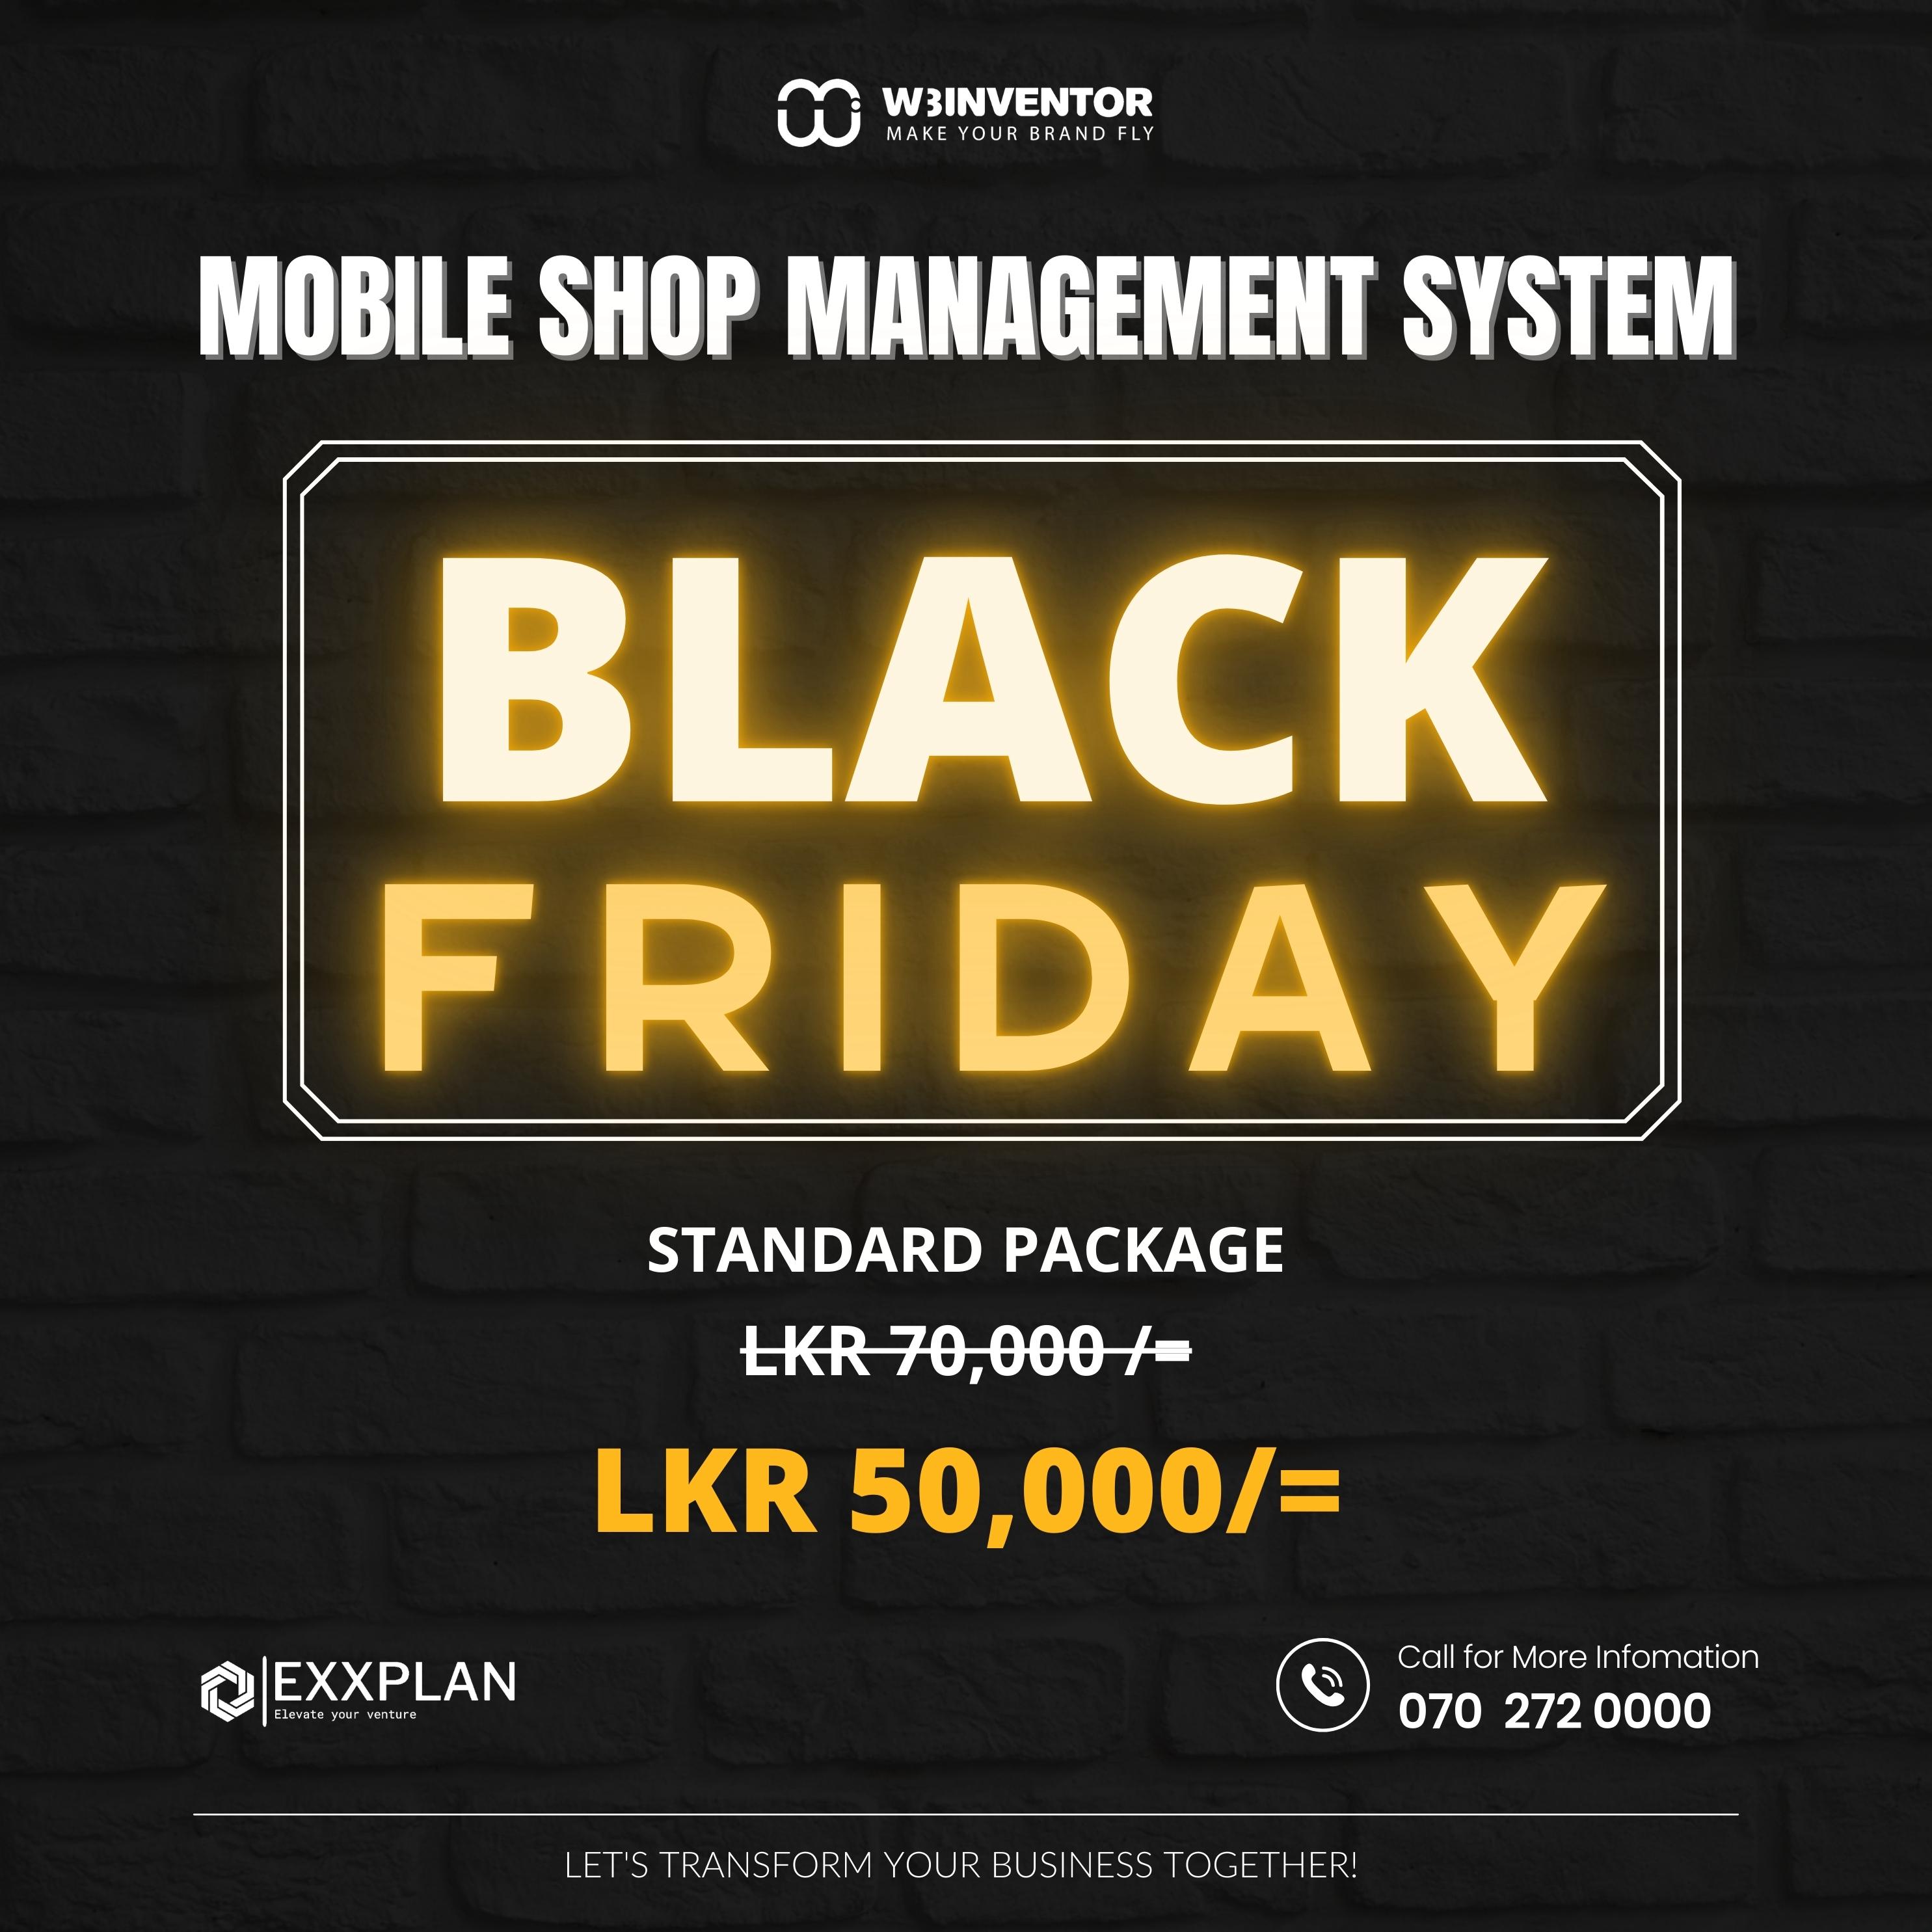 W3INVENTOR
MAKE YOUR BRAND FLY
MOBILE SHOP MANAGEMENT SYSTEM
BLACK
FRIDAY
STANDARD PACKAGE
LKR 70,000 /=
LKR 50,000/=
EXXPLAN
Elevate your venture
Call for More Infomation
070 272 0000
LET'S TRANSFORM YOUR BUSINESS TOGETHER!